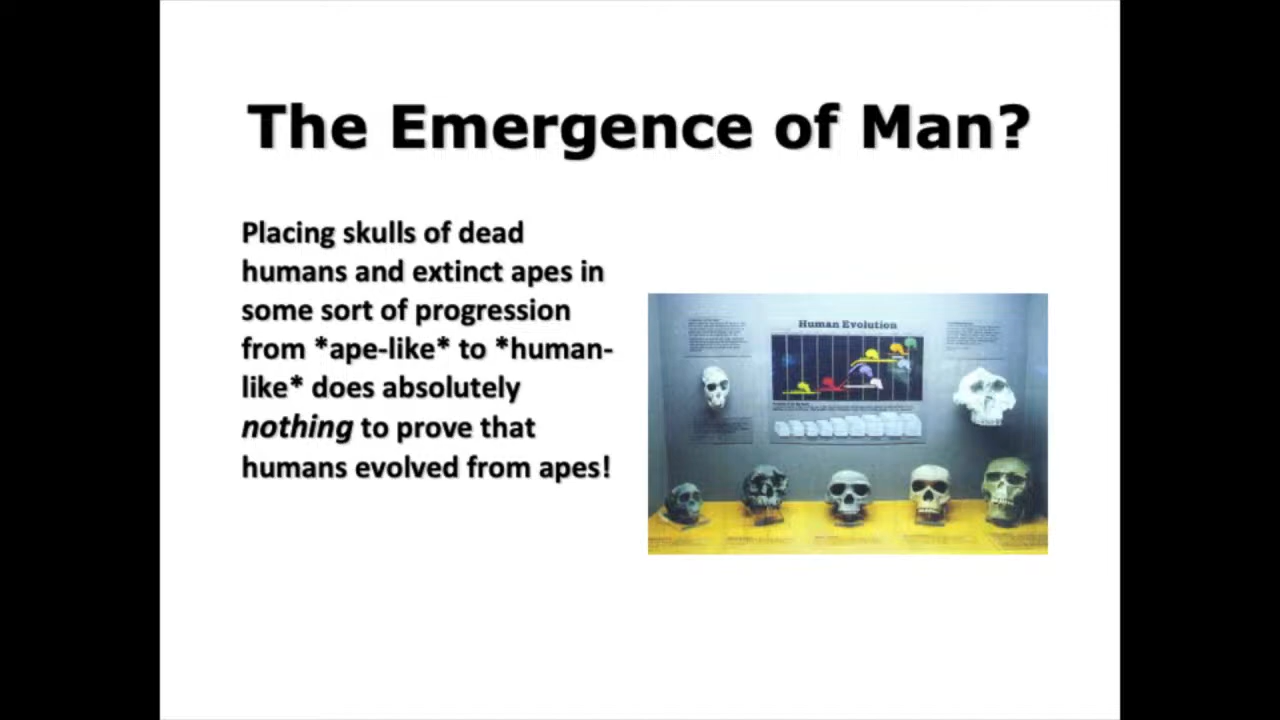 The Emergence of Man?
Placing skulls of dead
humans and extinct apes in
some sort of progression
from *ape-like* to *human-
like* does absolutely
nothing to prove that
humans evolved from apes!
Human Evolution